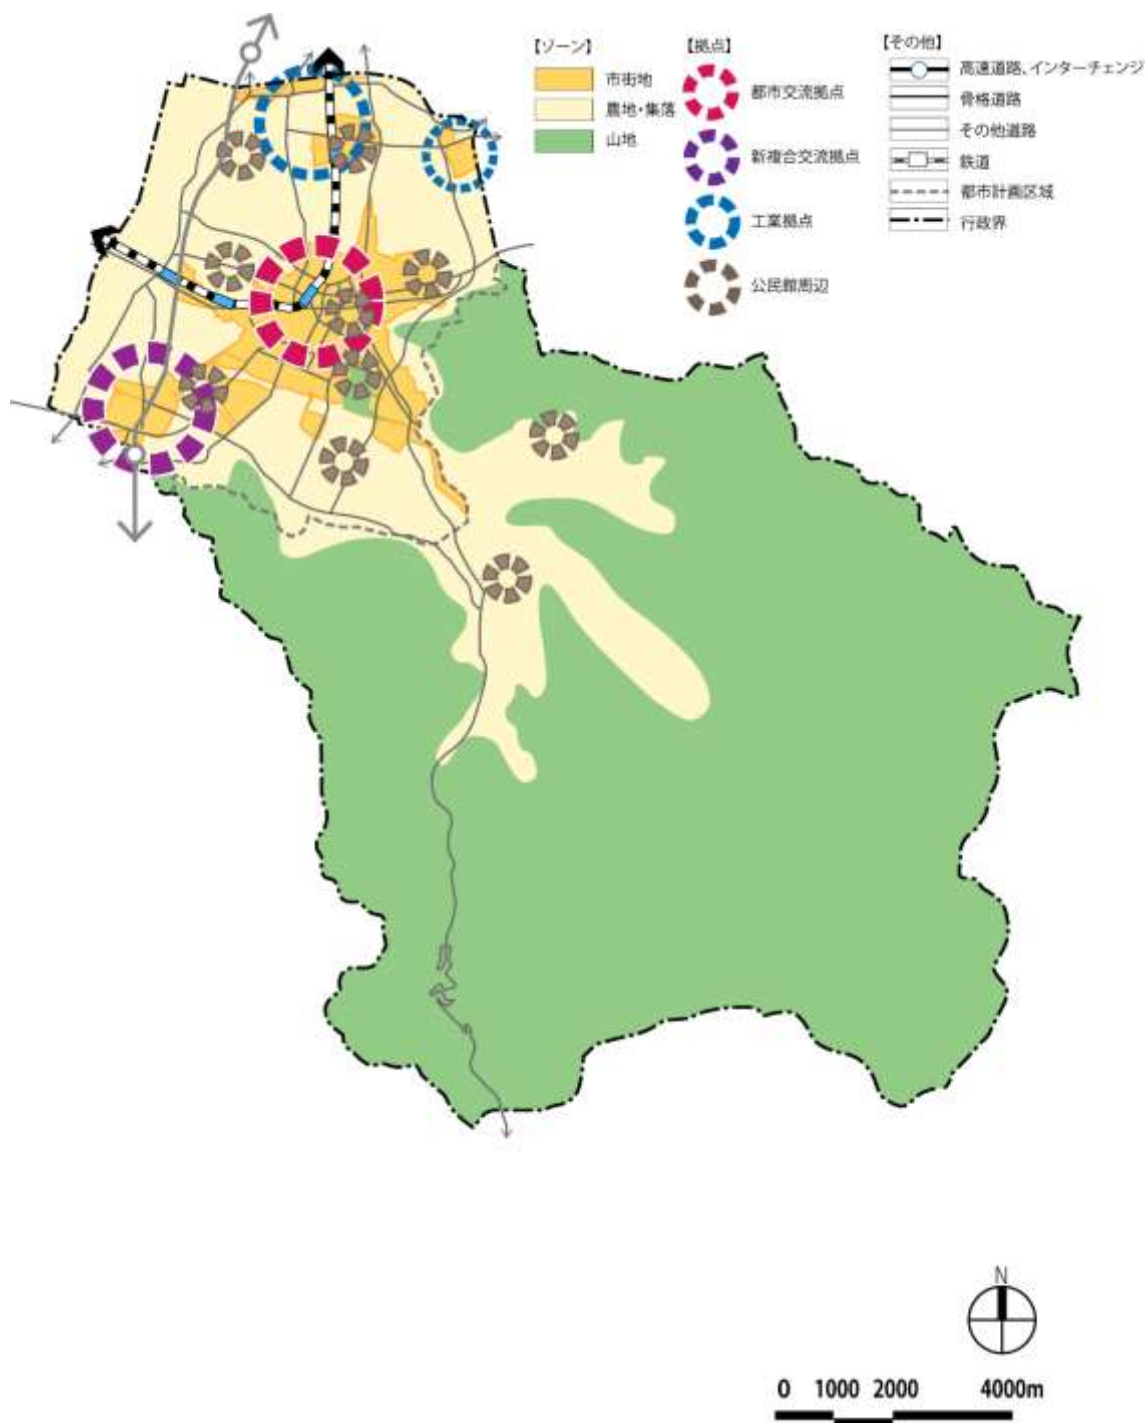 【ゾーン】
市街地
農地・集落
山地
【拠点】
都市交流拠点
新複合交流拠点
工業拠点
公民館周辺
【その他】
高速道路、インターチェンジ
骨格道路
その他道路
鉄道
都市計画区域
行政界
N
0 1000 2000 4000m